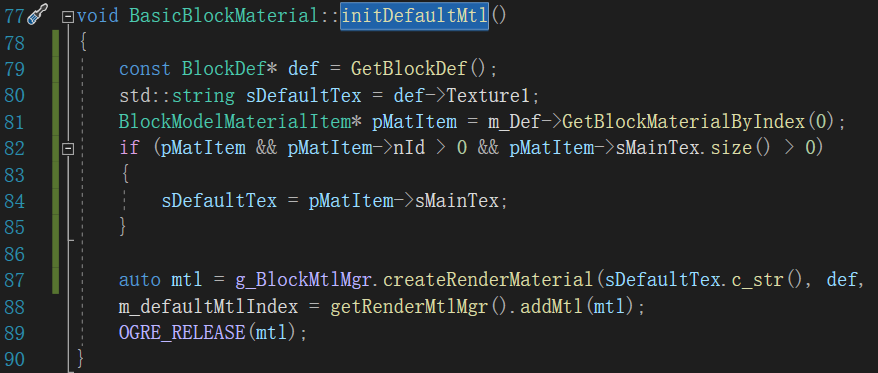 77 void BasicBlockMaterial::initDefaultMtl()
78 {
79 const BlockDef* def = GetBlockDef();
80 std::string sDefaultTex = def->Texture1;
81 BlockModelMaterialItem* pMatItem = m_Def->GetBlockMaterialByIndex(0);
82 if (pMatItem && pMatItem->nId > 0 && pMatItem->sMainTex.size() > 0)
83 {
84 sDefaultTex = pMatItem->sMainTex;
85 }
86
87 auto mtl = g_BlockMtlMgr.createRenderMaterial(sDefaultTex.c_str(), def,
88 m_defaultMtlIndex = getRenderMtlMgr().addMtl(mtl);
89 OGRE_RELEASE(mtl);
90 }